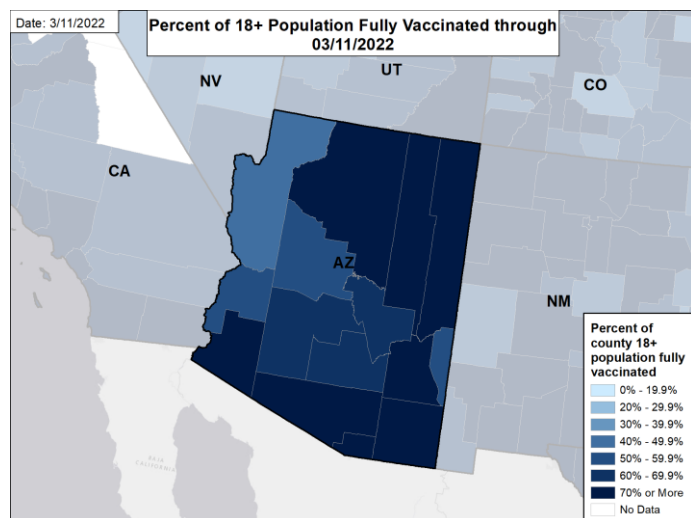 Date: 3/11/2022
Percent of 18+ Population Fully Vaccinated through
03/11/2022
NV
UT
CO
CA
AZ
NM
BAJA
CALIFORNIA
Percent of
county 18+
population fully
vaccinated
0% - 19.9%
20% - 29.9%
30% - 39.9%
40% - 49.9%
50% - 59.9%
60% - 69.9%
70% or More
No Data